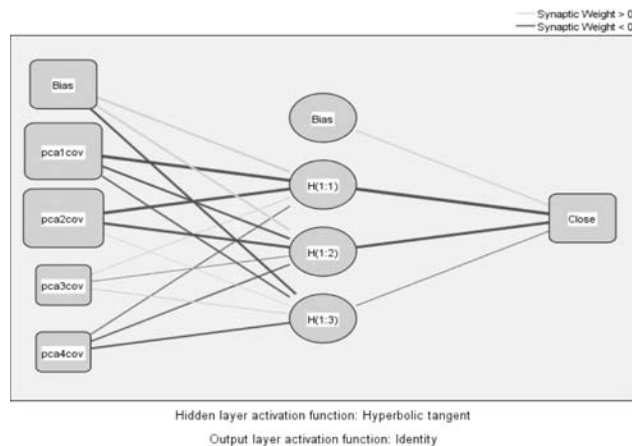 Synaptic Weight > 0
Synaptic Weight < 0
Bias
pca1cov
pca2cov
pca3cov
pca4cov
Bias
H(1:1)
H(1:2)
H(1:3)
Close
Hidden layer activation function: Hyperbolic tangent
Output layer activation function: Identity